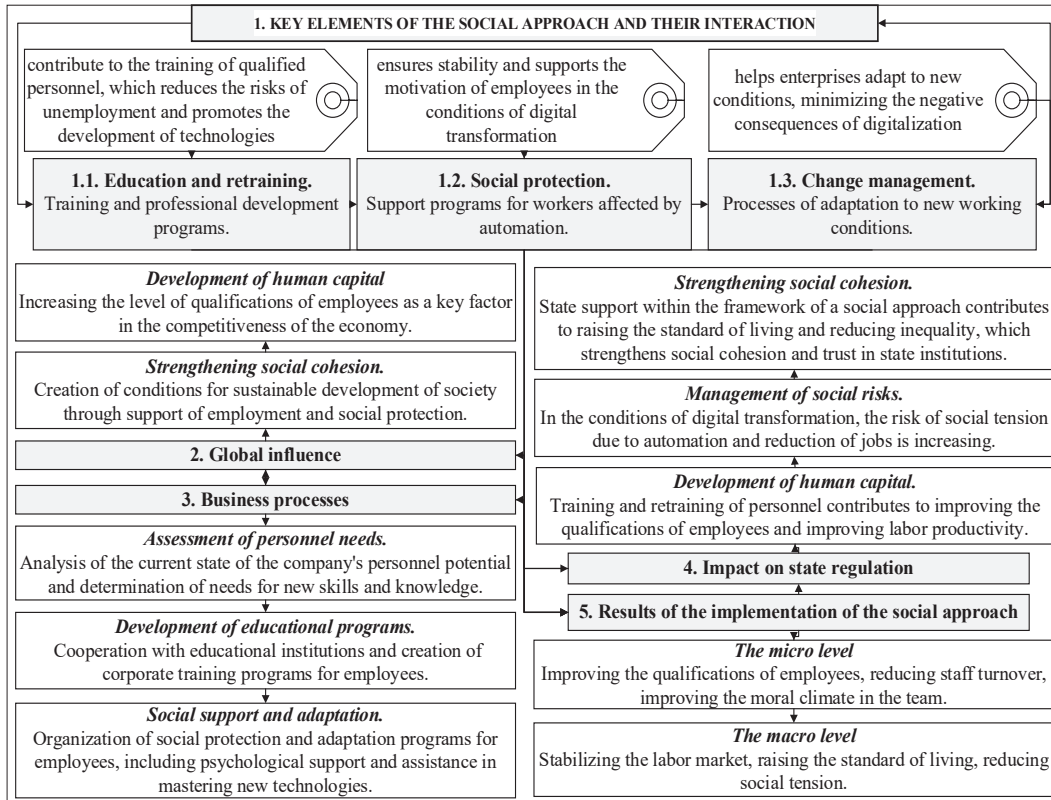 1. KEY ELEMENTS OF THE SOCIAL APPROACH AND THEIR INTERACTION
contribute to the training of qualified
personnel, which reduces the risks of
unemployment and promotes the
development of technologies
ensures stability and supports the
motivation of employees in the
conditions of digital
transformation
helps enterprises adapt to new
conditions, minimizing the negative
consequences of digitalization
1.1. Education and retraining.
Training and professional development
programs.
1.2. Social protection.
Support programs for workers affected by
automation.
1.3. Change management.
Processes of adaptation to new working
conditions.
Development of human capital
Increasing the level of qualifications of employees as a key factor
in the competitiveness of the economy.
Strengthening social cohesion.
Creation of conditions for sustainable development of society
through support of employment and social protection.
2. Global influence
3. Business processes
Assessment of personnel needs.
Analysis of the current state of the company's personnel potential
and determination of needs for new skills and knowledge.
Development of educational programs.
Cooperation with educational institutions and creation of
corporate training programs for employees.
Social support and adaptation.
Organization of social protection and adaptation programs for
employees, including psychological support and assistance in
mastering new technologies.
Strengthening social cohesion.
State support within the framework of a social approach contributes
to raising the standard of living and reducing inequality, which
strengthens social cohesion and trust in state institutions.
Management of social risks.
In the conditions of digital transformation, the risk of social tension
due to automation and reduction of jobs is increasing.
Development of human capital.
Training and retraining of personnel contributes to improving the
qualifications of employees and improving labor productivity.
4. Impact on state regulation
5. Results of the implementation of the social approach
The micro level
Improving the qualifications of employees, reducing staff turnover,
improving the moral climate in the team.
The macro level
Stabilizing the labor market, raising the standard of living, reducing
social tension.